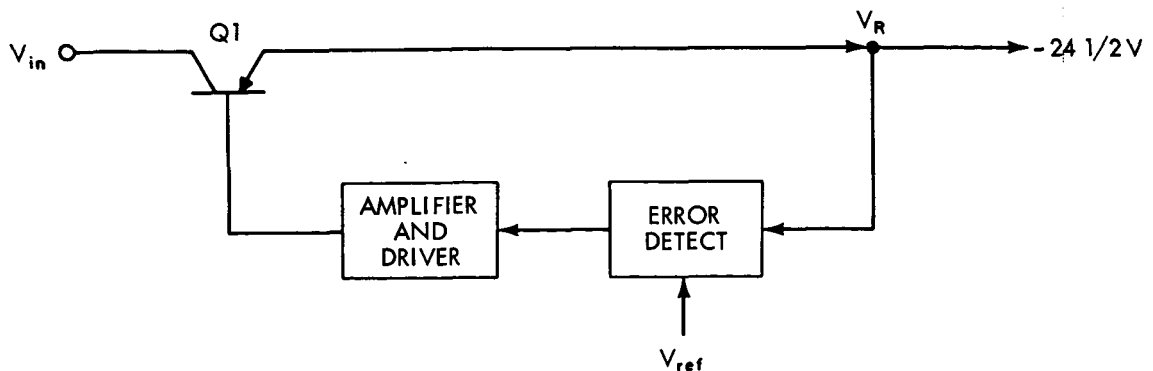 Q1
V_R
V_in
-24 1/2 V
AMPLIFIER
AND
DRIVER
ERROR
DETECT
V_ref